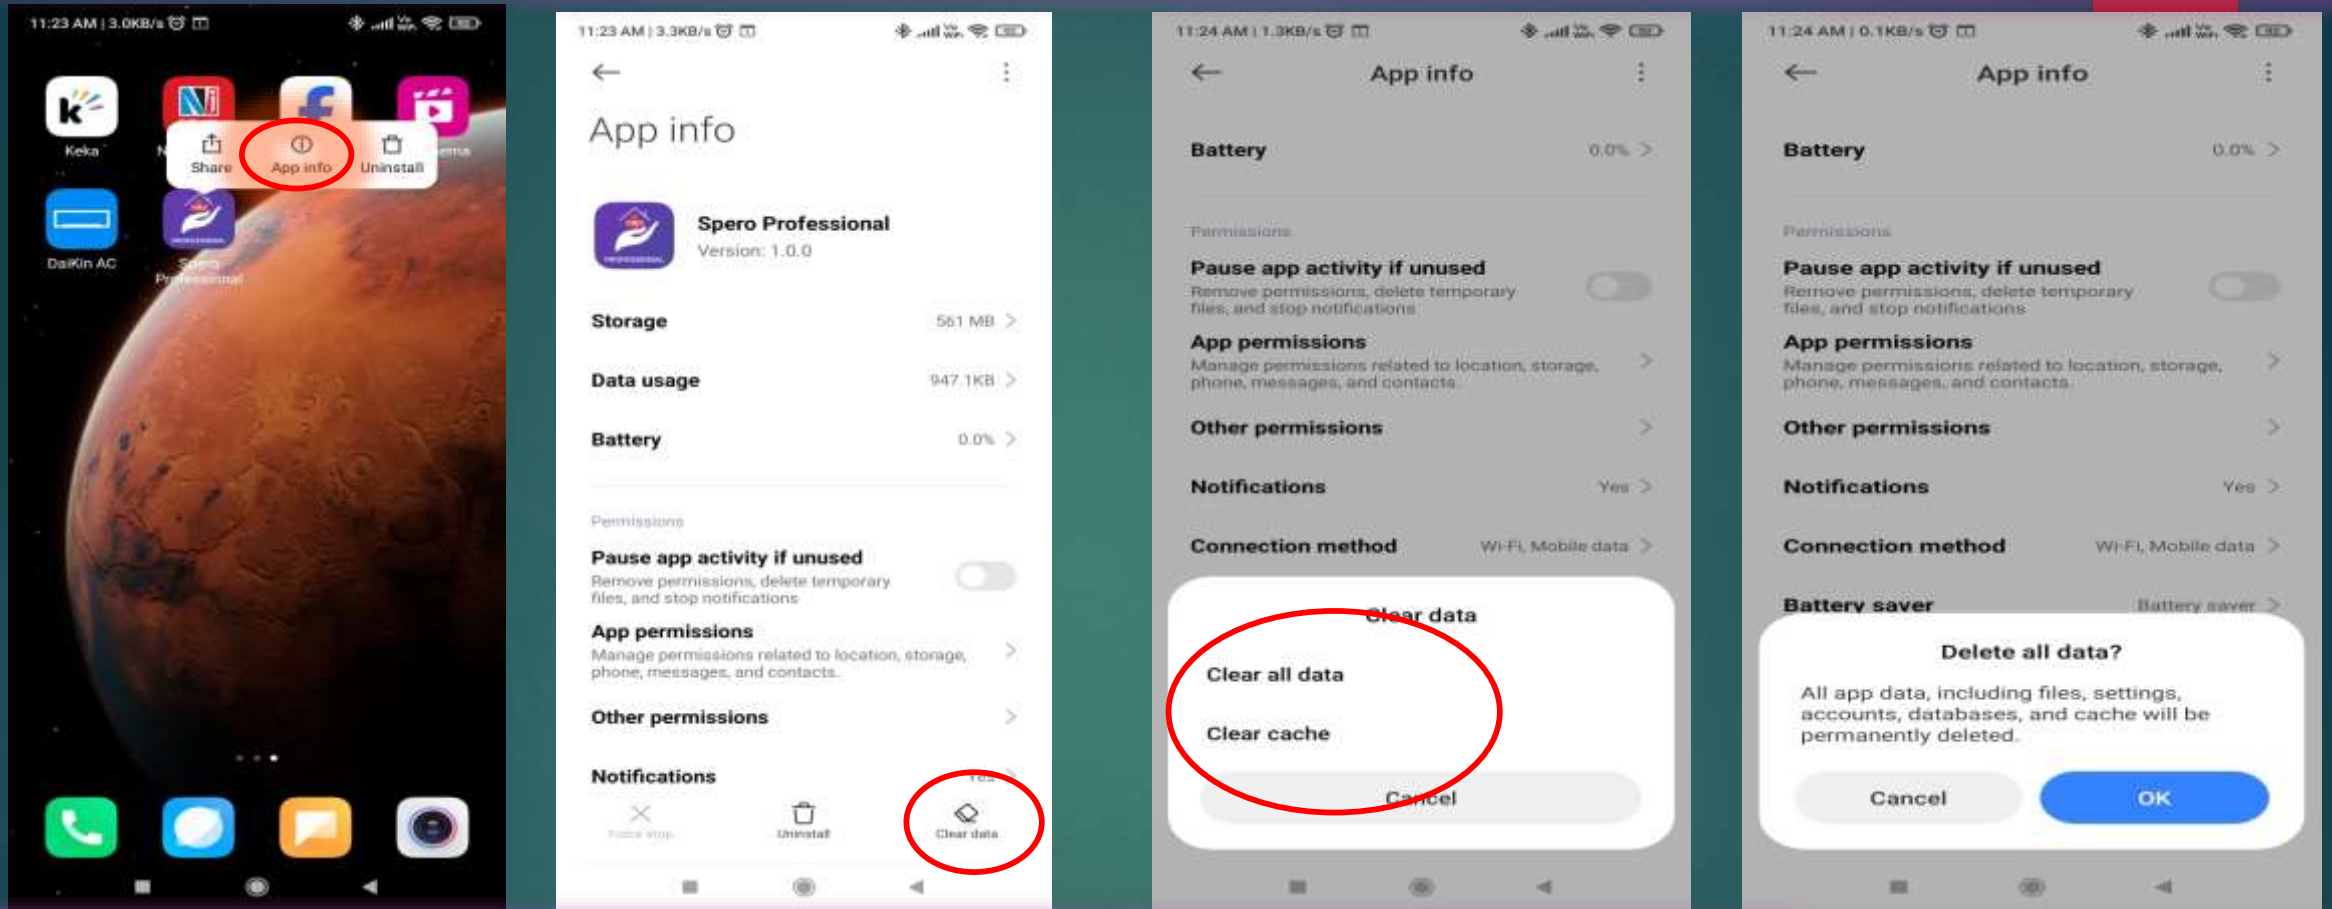 11:23 AM | 3.0KB/s
Keka
Share
App info
Uninstall
DaiKin AC
Spero
Professional
11:23 AM | 3.3KB/s
App info
Spero Professional
Version: 1.0.0
Storage
561 MB
Data usage
947.1KB
Battery
0.0%
Permissions
Pause app activity if unused
Remove permissions, delete temporary
files, and stop notifications
App permissions
Manage permissions related to location, storage,
phone, messages, and contacts.
Other permissions
Notifications
Yes
Force stop
Uninstall
Clear data
11:24 AM | 1.3KB/s
App info
Battery
0.0%
Permissions
Pause app activity if unused
Remove permissions, delete temporary
files, and stop notifications
App permissions
Manage permissions related to location, storage,
phone, messages, and contacts.
Other permissions
Notifications
Yes
Connection method
Wi-Fi, Mobile data
Clear data
Clear all data
Clear cache
Cancel
11:24 AM | 0.1KB/s
App info
Battery
0.0%
Permissions
Pause app activity if unused
Remove permissions, delete temporary
files, and stop notifications
App permissions
Manage permissions related to location, storage,
phone, messages, and contacts.
Other permissions
Notifications
Yes
Connection method
Wi-Fi, Mobile data
Battery saver
Battery saver
Delete all data?
All app data, including files, settings,
accounts, databases, and cache will be
permanently deleted.
Cancel
OK